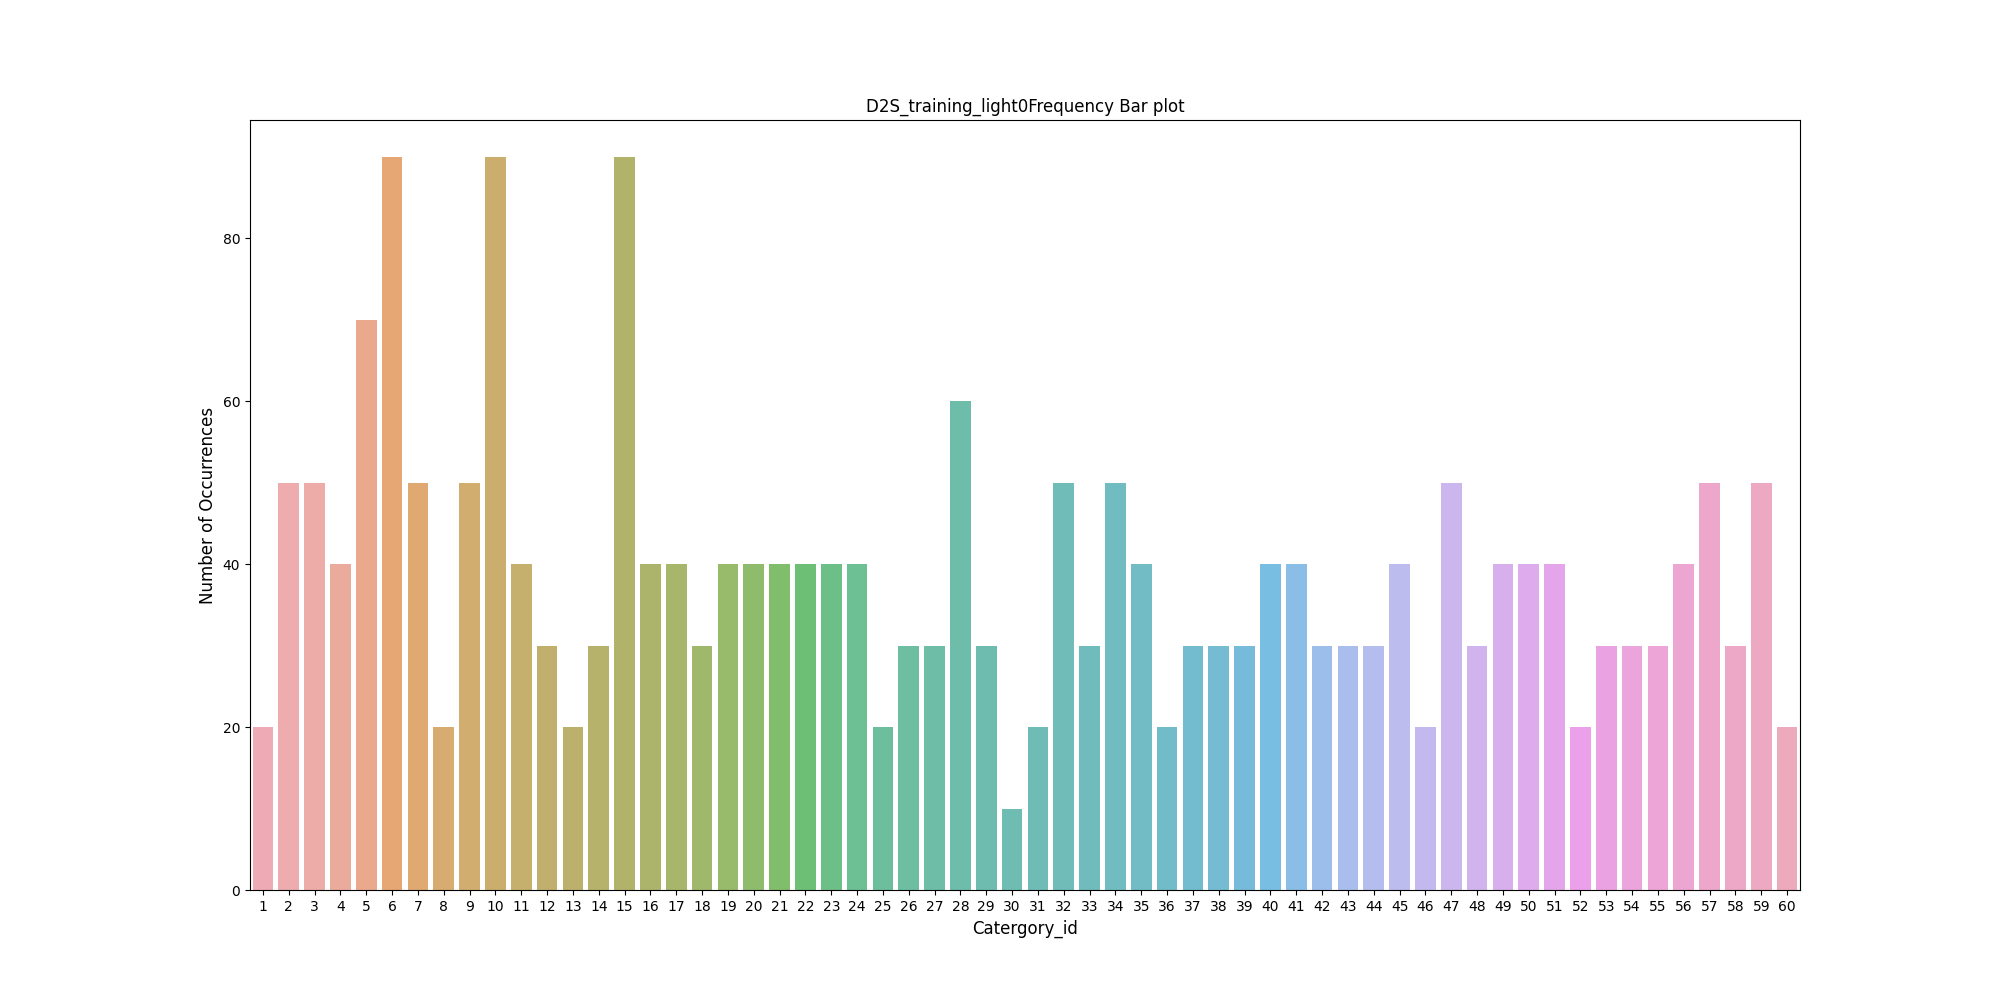 D2S_training_light0Frequency Bar plot
Number of Occurrences
80
60
40
20
0
1 2 3 4 5 6 7 8 9 10 11 12 13 14 15 16 17 18 19 20 21 22 23 24 25 26 27 28 29 30 31 32 33 34 35 36 37 38 39 40 41 42 43 44 45 46 47 48 49 50 51 52 53 54 55 56 57 58 59 60
Catergory_id